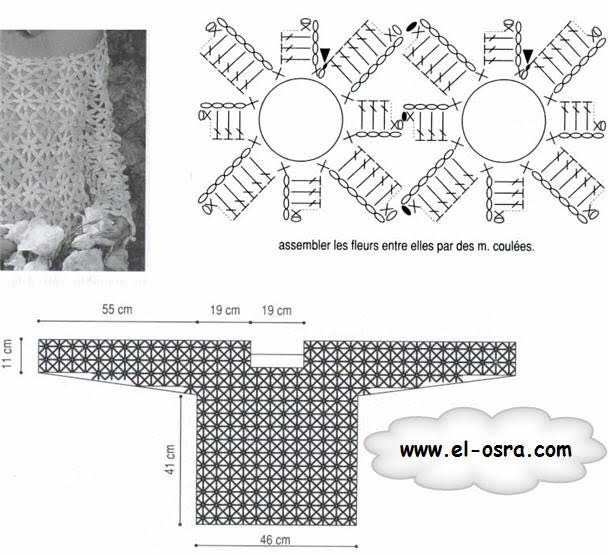 assembler les fleurs entre elles par des m. coulées.
55 cm
19 cm
19 cm
11 cm
41 cm
46 cm
www.el-osra.com